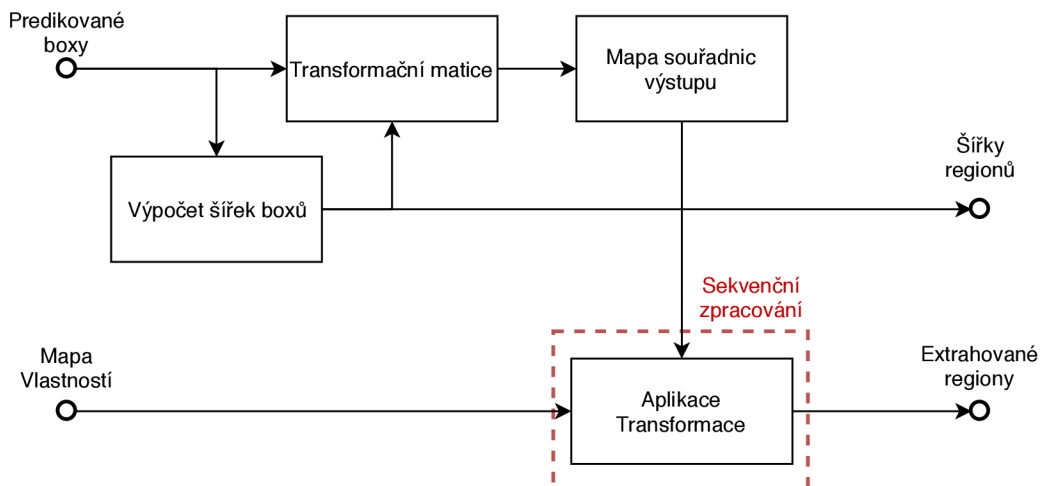 Predikované
boxy
Transformační matice
Mapa souřadnic
výstupu
Výpočet šířek boxů
Šířky
regionů
Sekvenční
zpracování
Mapa
Vlastností
Aplikace
Transformace
Extrahované
regiony